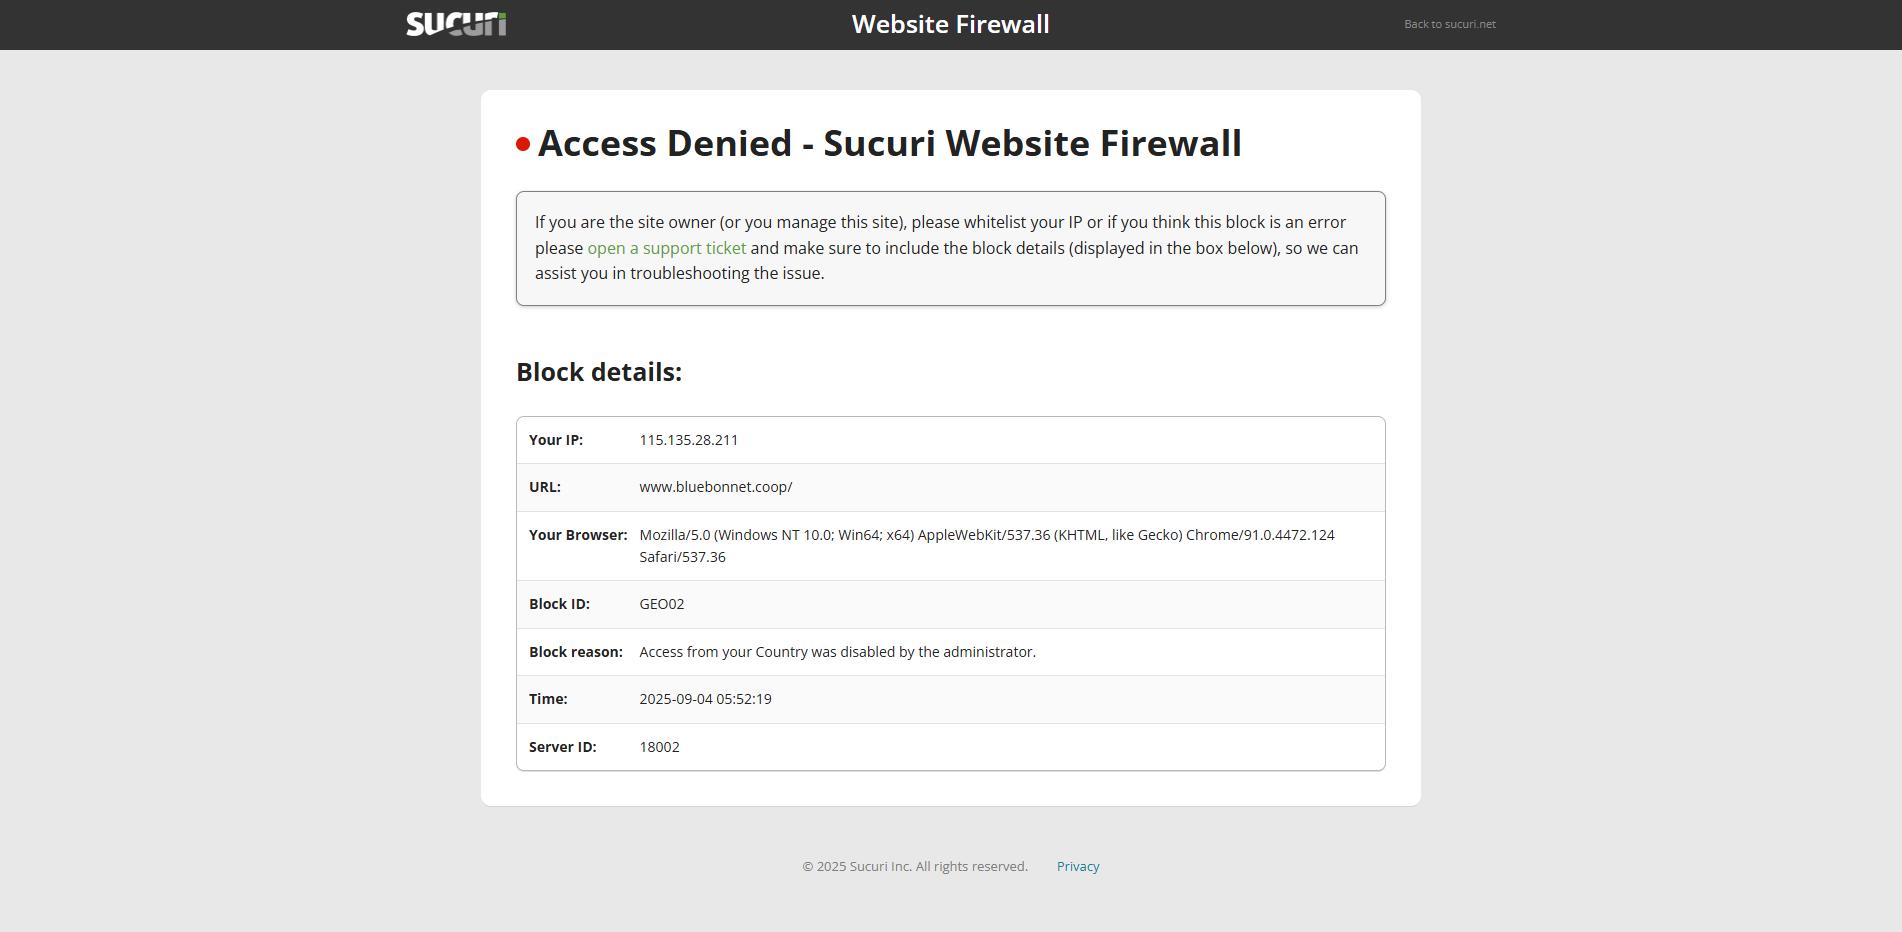 sucuri
Website Firewall
Back to sucuri.net
Access Denied - Sucuri Website Firewall
If you are the site owner (or you manage this site), please whitelist your IP or if you think this block is an error
please open a support ticket and make sure to include the block details (displayed in the box below), so we can
assist you in troubleshooting the issue.
Block details:
Your IP: 115.135.28.211
URL: www.bluebonnet.coop/
Your Browser: Mozilla/5.0 (Windows NT 10.0; Win64; x64) AppleWebKit/537.36 (KHTML, like Gecko) Chrome/91.0.4472.124
Safari/537.36
Block ID: GEO02
Block reason: Access from your Country was disabled by the administrator.
Time: 2025-09-04 05:52:19
Server ID: 18002
© 2025 Sucuri Inc. All rights reserved. Privacy